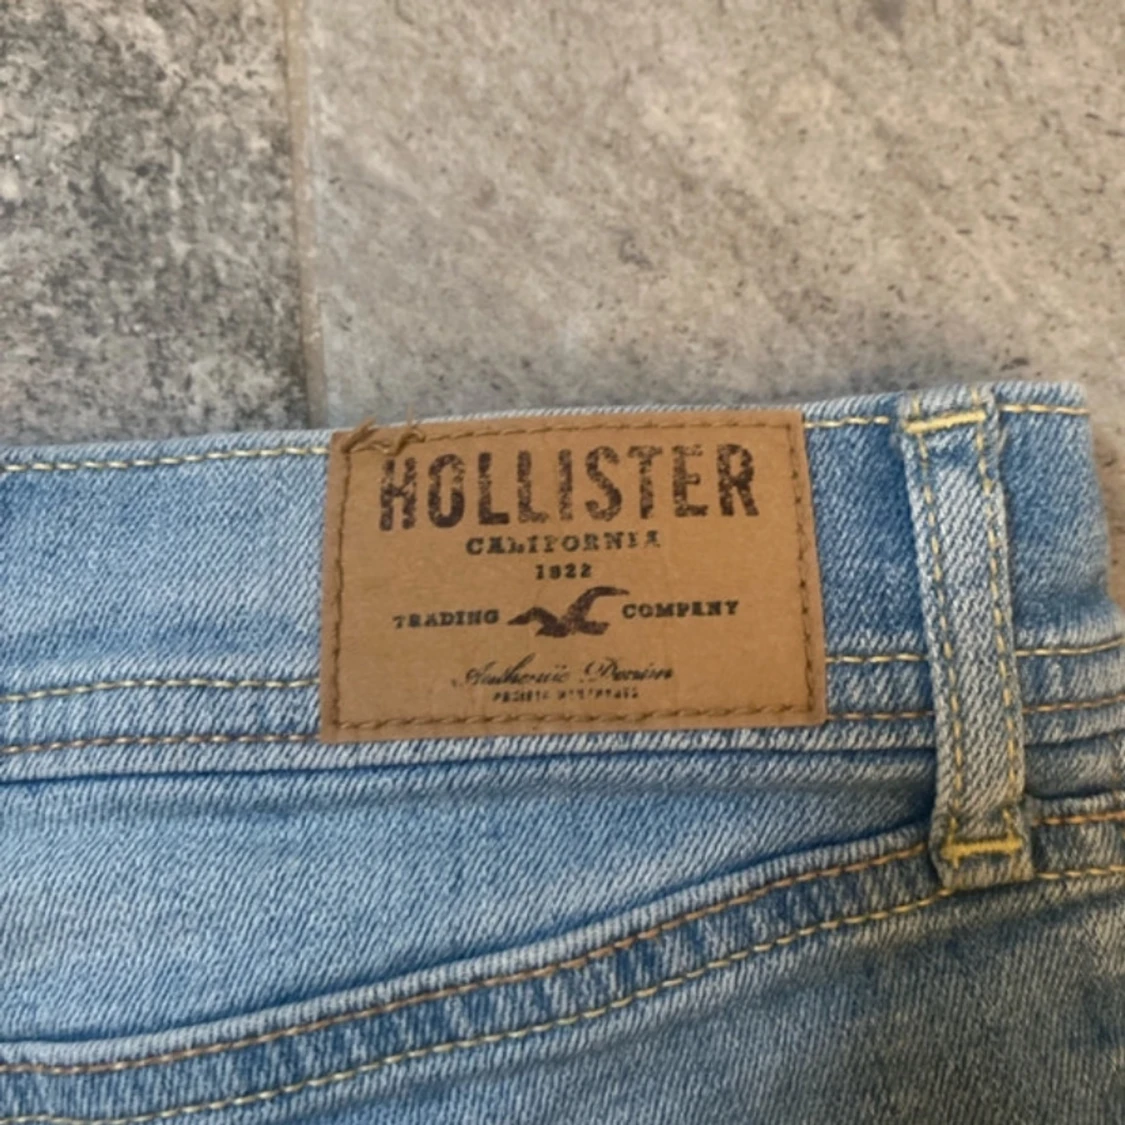 HOLLISTER
CALIFORNIA
1922
TRADING COMPANY
Authentic Denim